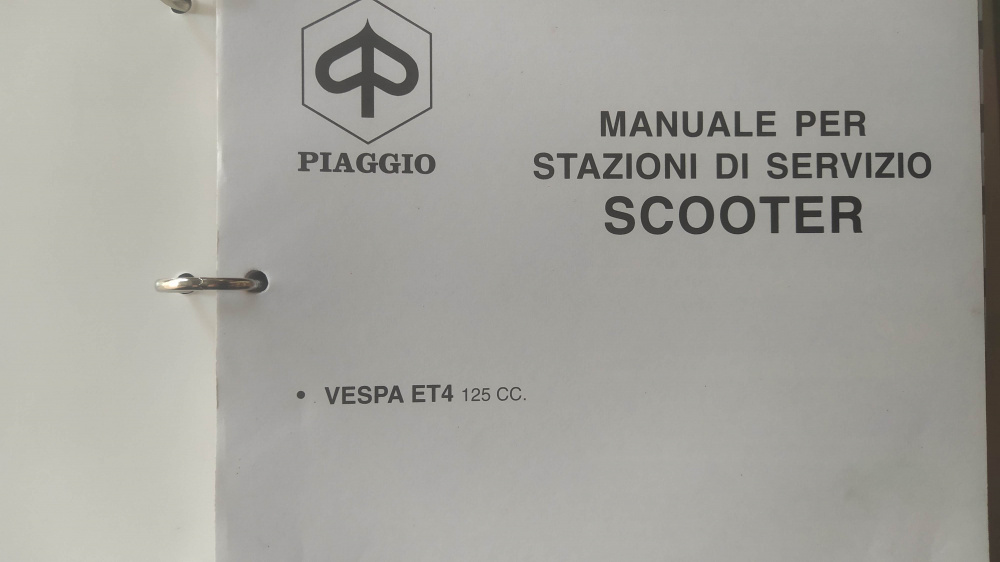 PIAGGIO
MANUALE PER
STAZIONI DI SERVIZIO
SCOOTER
• VESPA ET4 125 CC.